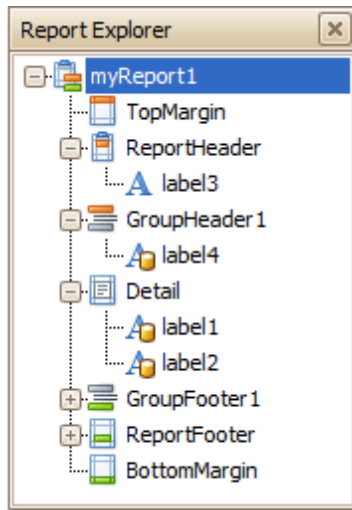 Report Explorer
myReport1
TopMargin
ReportHeader
label3
GroupHeader1
label4
Detail
label1
label2
GroupFooter1
ReportFooter
BottomMargin